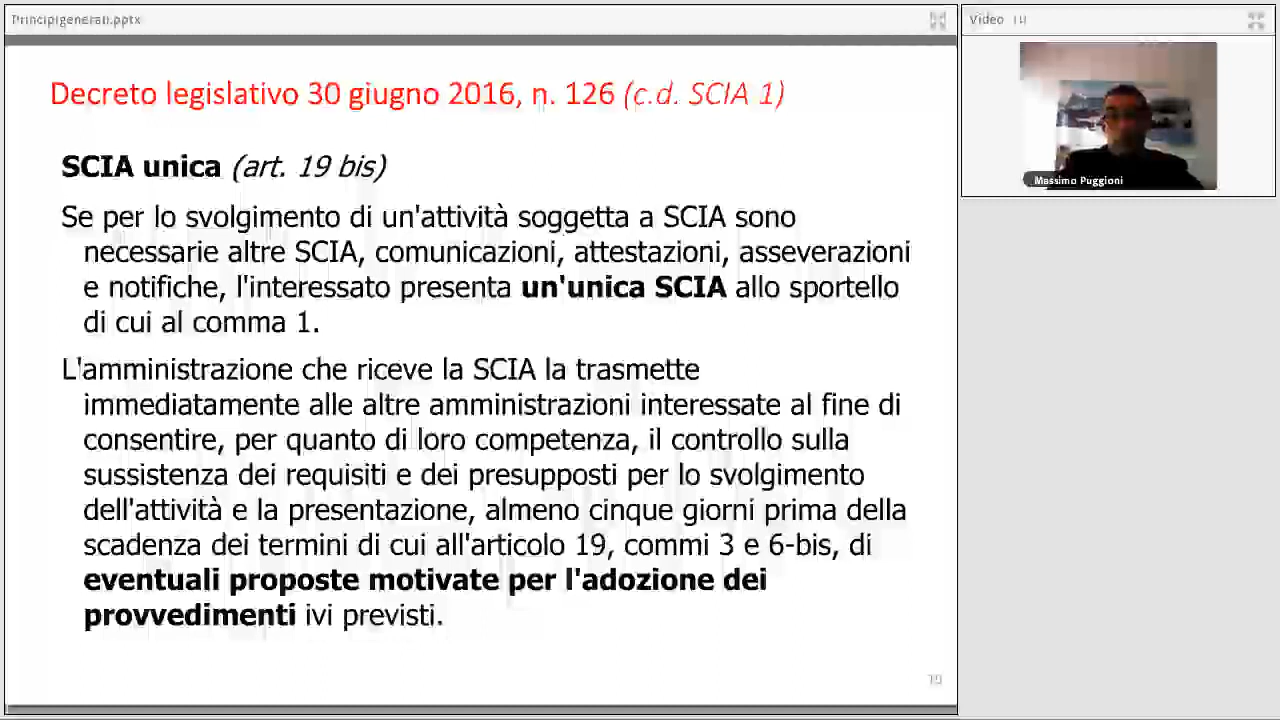 Principigenerali.pptx
Video (1)
Massimo Puggioni
Decreto legislativo 30 giugno 2016, n. 126 (c.d. SCIA 1)
SCIA unica (art. 19 bis)
Se per lo svolgimento di un'attività soggetta a SCIA sono
necessarie altre SCIA, comunicazioni, attestazioni, asseverazioni
e notifiche, l'interessato presenta un'unica SCIA allo sportello
di cui al comma 1.
L'amministrazione che riceve la SCIA la trasmette
immediatamente alle altre amministrazioni interessate al fine di
consentire, per quanto di loro competenza, il controllo sulla
sussistenza dei requisiti e dei presupposti per lo svolgimento
dell'attività e la presentazione, almeno cinque giorni prima della
scadenza dei termini di cui all'articolo 19, commi 3 e 6-bis, di
eventuali proposte motivate per l'adozione dei
provvedimenti ivi previsti.